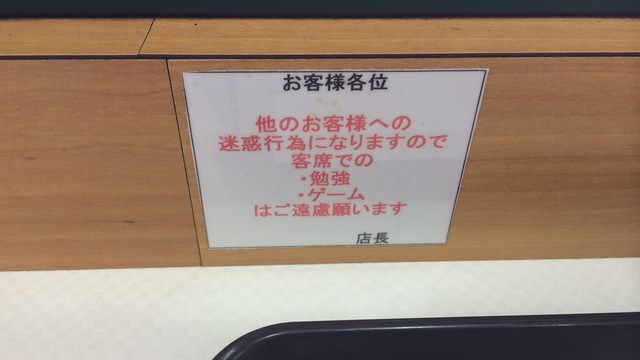 お客様各位
他のお客様への
迷惑行為になりますので
客席での
・勉強
・ゲーム
はご遠慮願います
店長